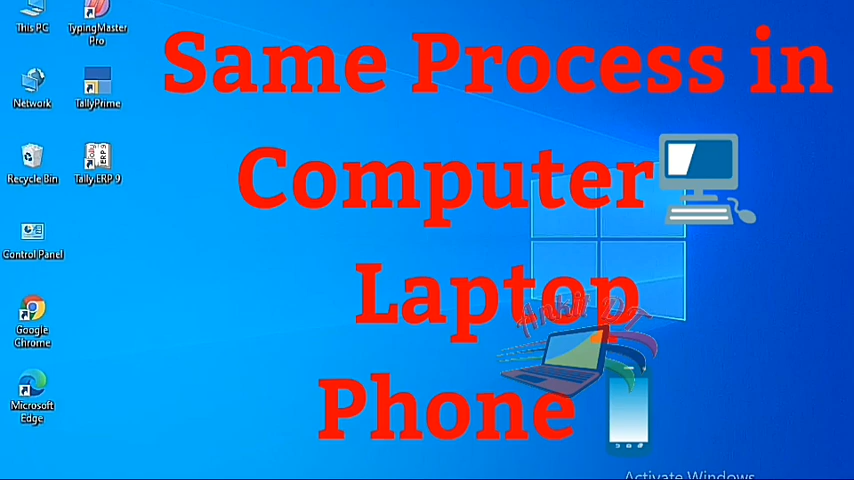 This PC
TypingMaster
Pro
Network
TallyPrime
Recycle Bin
Tally.ERP 9
Control Panel
Google
Chrome
Microsoft
Edge
Same Process in
Computer
Laptop
Phone
Activate Windows